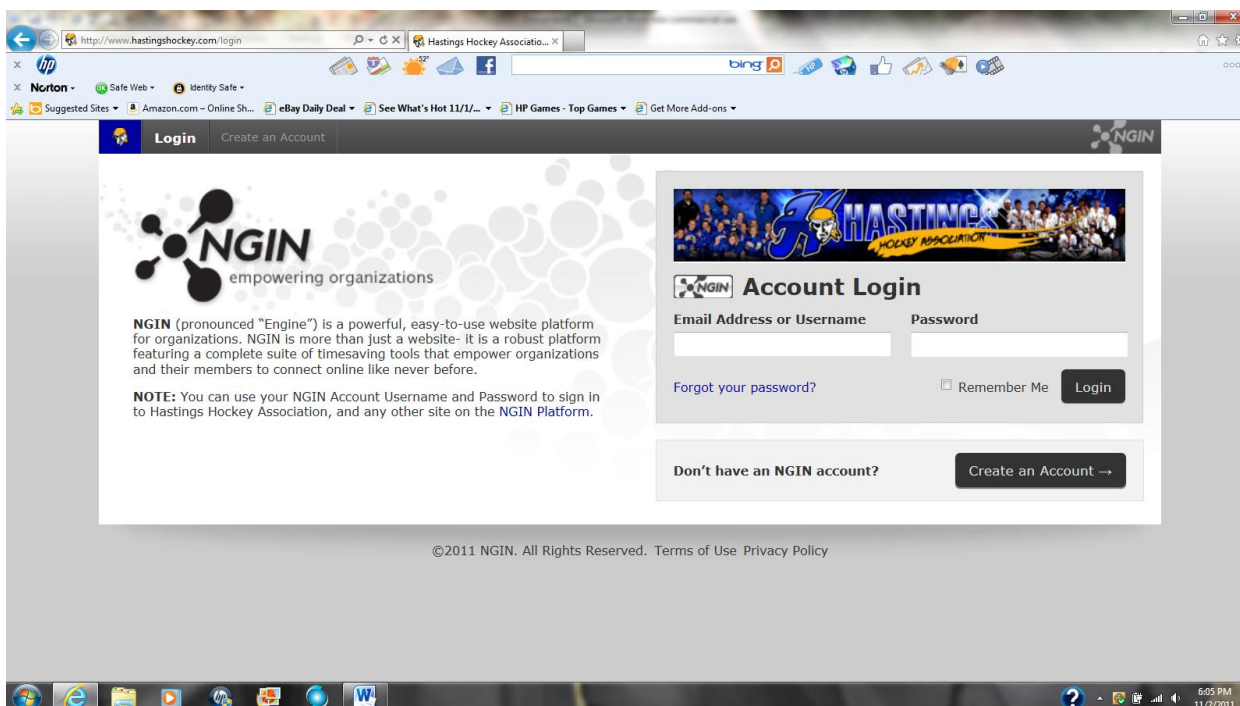 http://www.hastingshockey.com/login
Hastings Hockey Associatio...
hp
52°
bing
Norton
Safe Web
Identity Safe
Suggested Sites
Amazon.com – Online Sh...
eBay Daily Deal
See What's Hot 11/1/...
HP Games - Top Games
Get More Add-ons
Login
Create an Account
NGIN
NGIN
empowering organizations
NGIN (pronounced "Engine") is a powerful, easy-to-use website platform
for organizations. NGIN is more than just a website- it is a robust platform
featuring a complete suite of timesaving tools that empower organizations
and their members to connect online like never before.
NOTE: You can use your NGIN Account Username and Password to sign in
to Hastings Hockey Association, and any other site on the NGIN Platform.
HASTINGS
HOCKEY ASSOCIATION
NGIN Account Login
Email Address or Username Password
Forgot your password? Remember Me Login
Don't have an NGIN account? Create an Account →
©2011 NGIN. All Rights Reserved. Terms of Use Privacy Policy
6:05 PM
11/2/2011